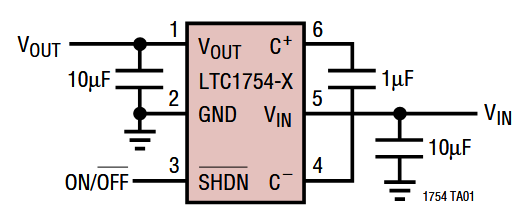 1 6
VOUT VOUT C+
10µF LTC1754-X 1µF
2 GND VIN 5 VIN
10µF
3 4
ON/OFF SHDN C−
1754 TA01